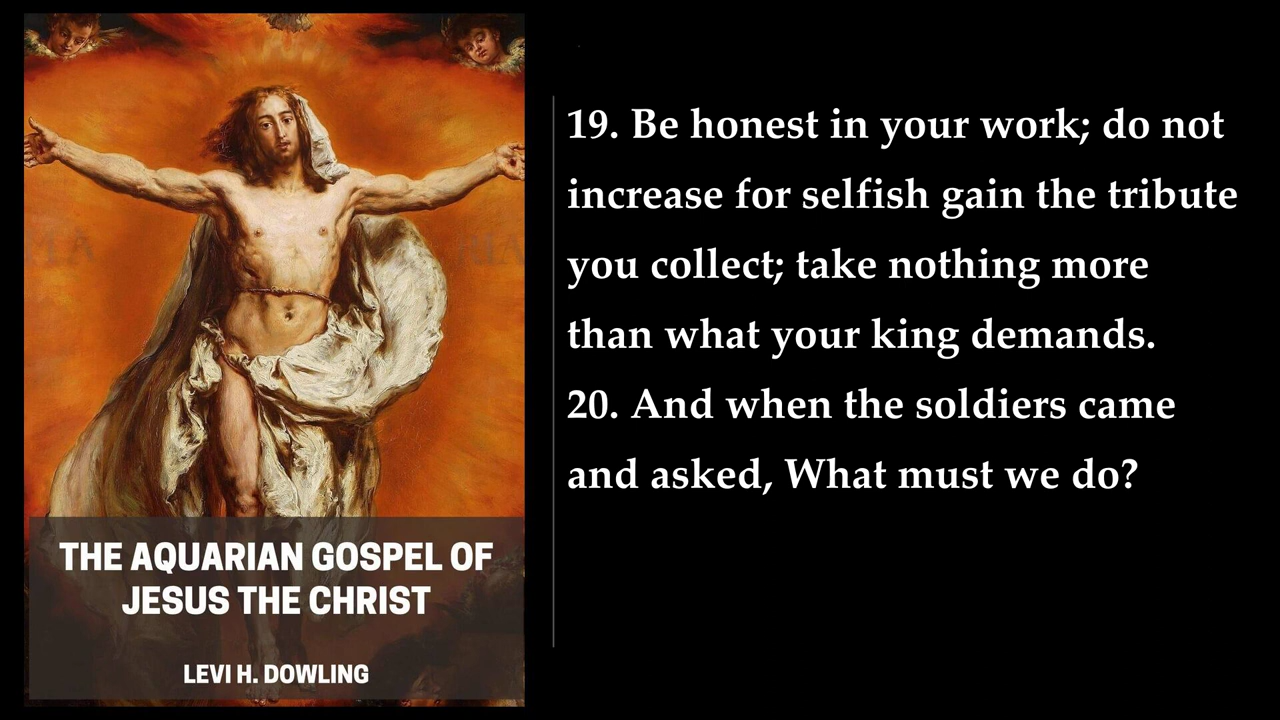 19. Be honest in your work; do not
increase for selfish gain the tribute
you collect; take nothing more
than what your king demands.
20. And when the soldiers came
and asked, What must we do?
THE AQUARIAN GOSPEL OF
JESUS THE CHRIST
LEVI H. DOWLING